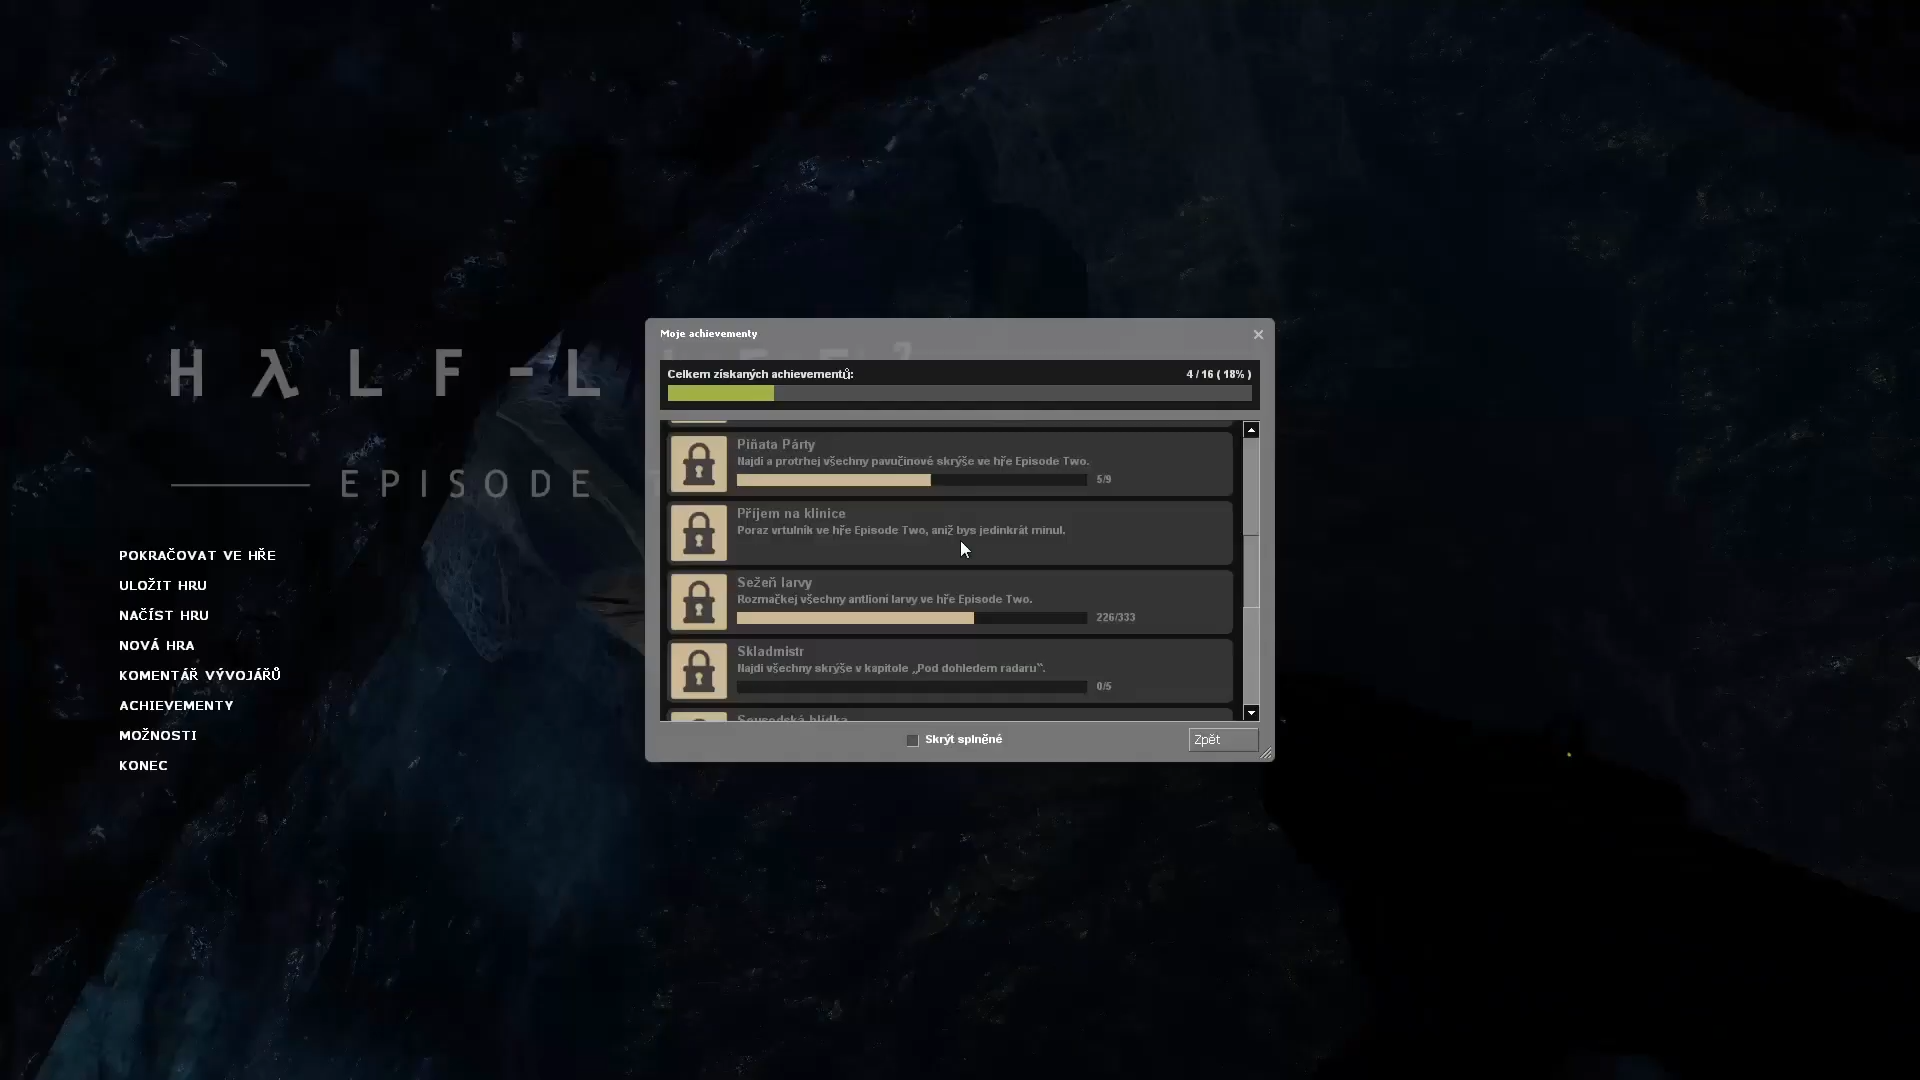 Moje achievementy
Celkem získaných achievementů:
4 / 16 ( 18% )
HλLF-L
EPISODE
Piñata Párty
Najdi a protrhej všechny pavučinové skrýše ve hře Episode Two.
5/9
Příjem na klinice
Poraz vrtulník ve hře Episode Two, aniž bys jedinkrát minul.
Sežeň larvy
Rozmačkej všechny antlioní larvy ve hře Episode Two.
226/333
Skladmistr
Najdi všechny skrýše v kapitole „Pod dohledem radaru“.
0/5
Sousedská hlídka
Skrýt splněné
Zpět
POKRAČOVAT VE HŘE
ULOŽIT HRU
NAČÍST HRU
NOVÁ HRA
KOMENTÁŘ VÝVOJÁŘŮ
ACHIEVEMENTY
MOŽNOSTI
KONEC